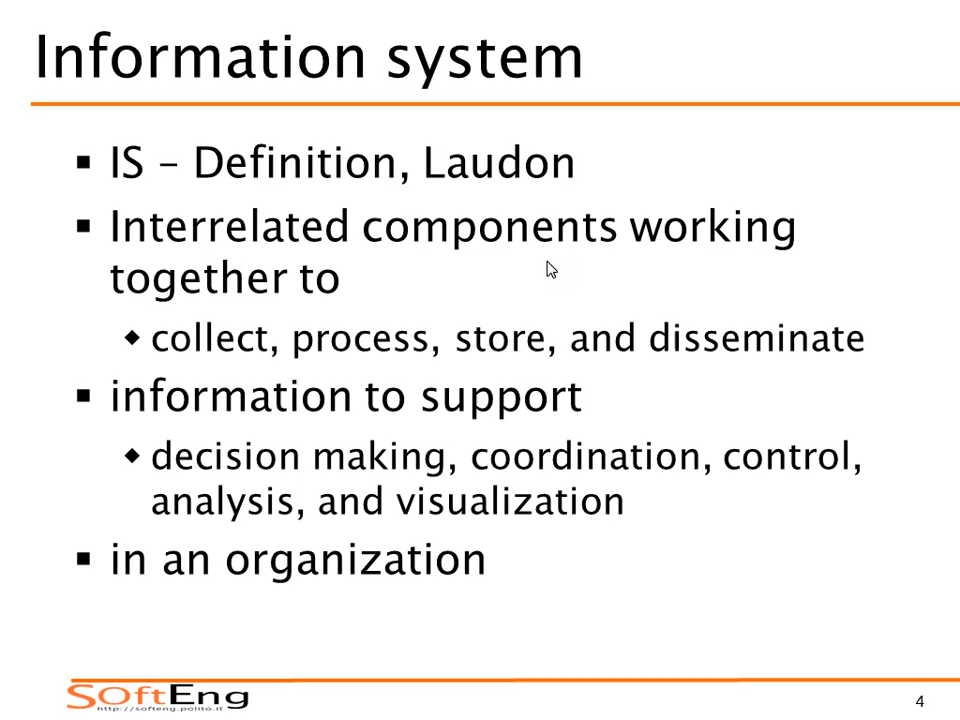 Information system
▪ IS – Definition, Laudon
▪ Interrelated components working
together to
◆ collect, process, store, and disseminate
▪ information to support
◆ decision making, coordination, control,
analysis, and visualization
▪ in an organization
SoftEng
http://softeng.polito.it
4